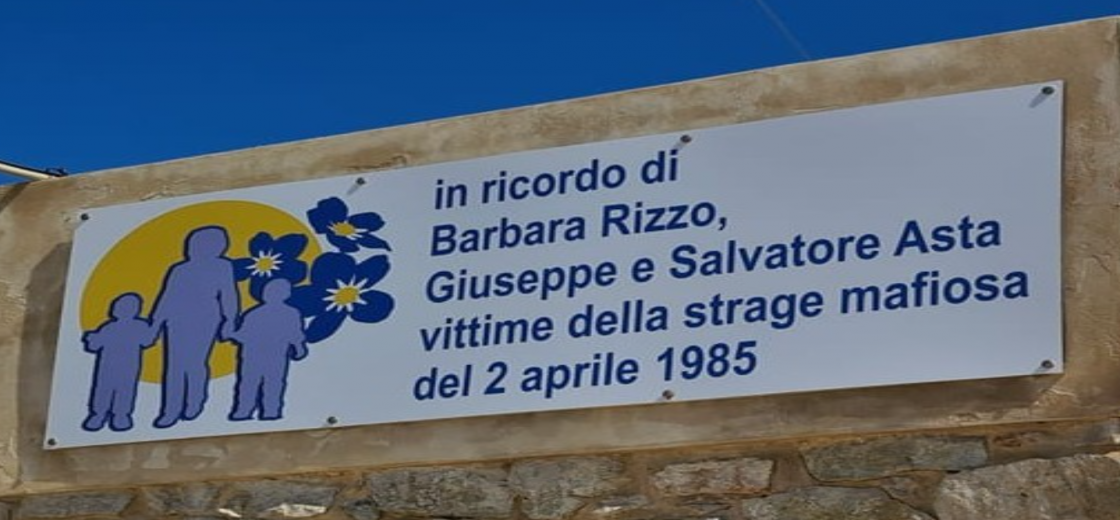 in ricordo di
Barbara Rizzo,
Giuseppe e Salvatore Asta
vittime della strage mafiosa
del 2 aprile 1985